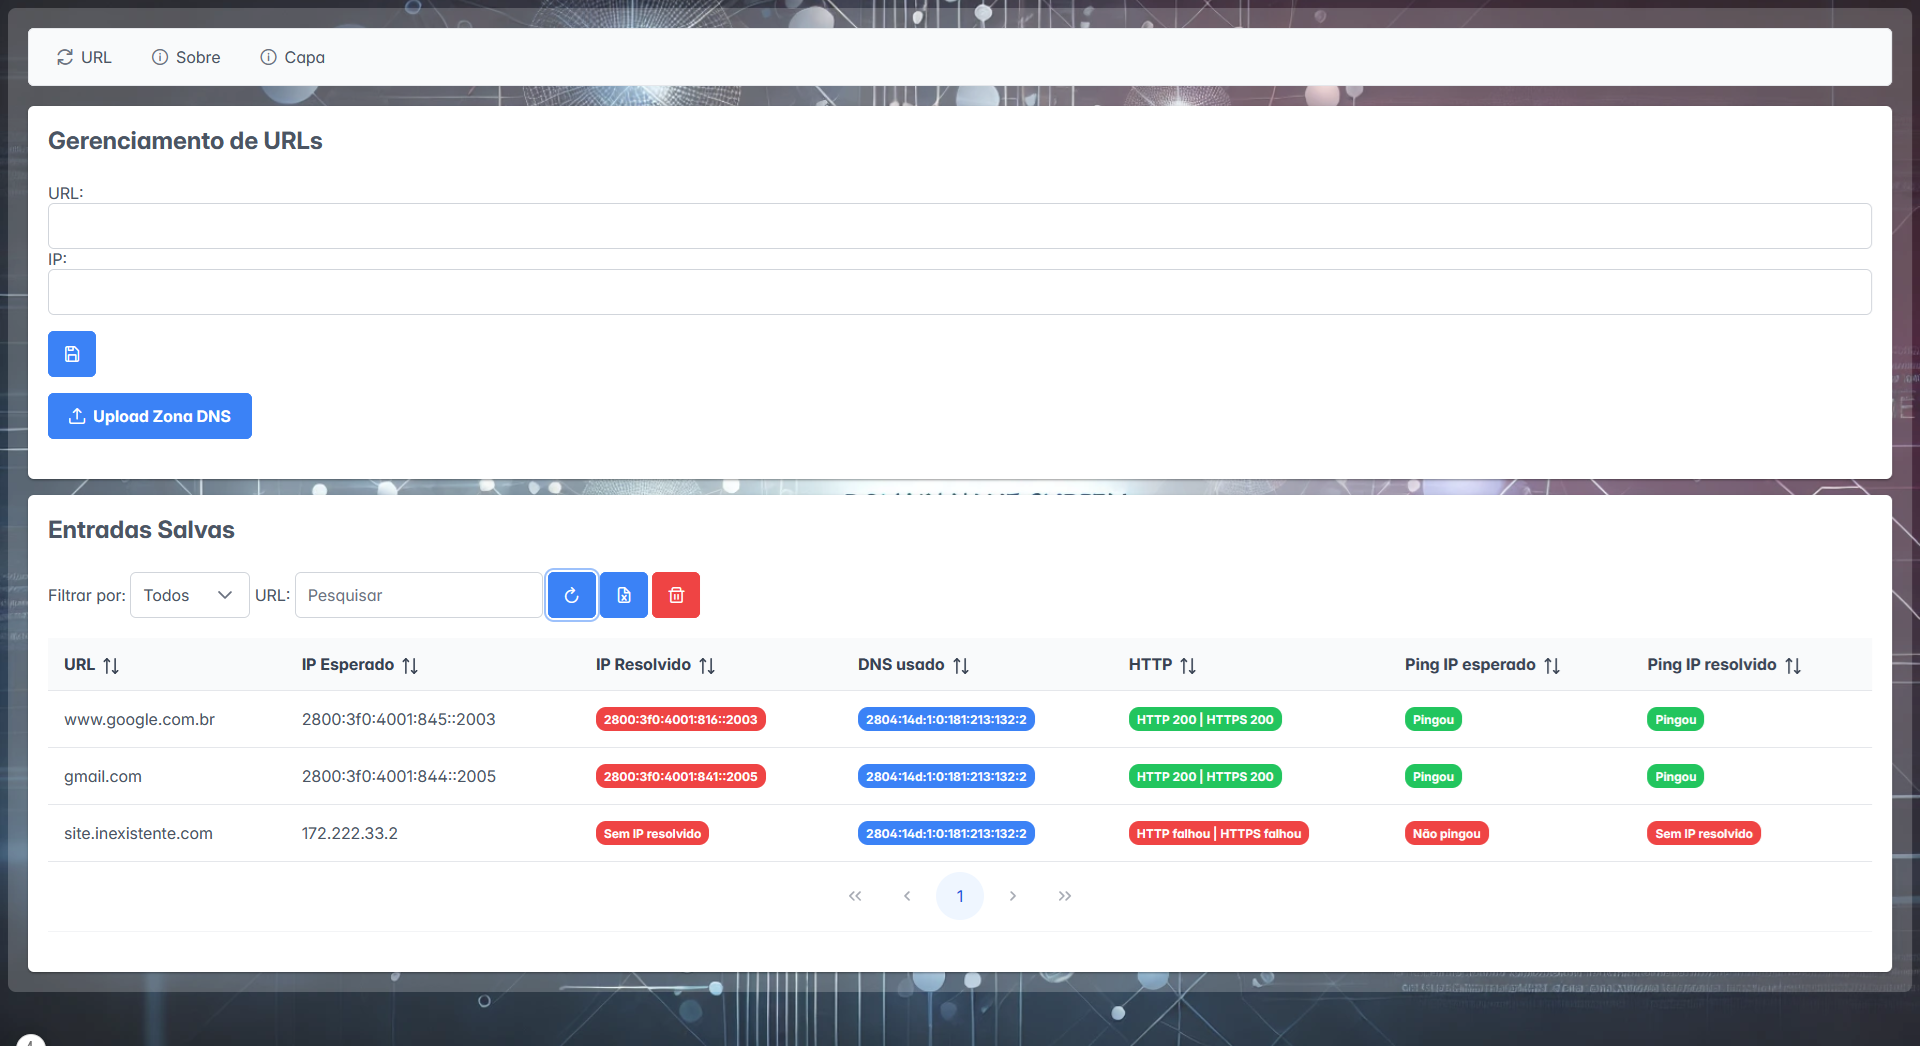 URL Sobre Capa
Gerenciamento de URLs
URL:
IP:
Upload Zona DNS
Entradas Salvas
Filtrar por: Todos URL: Pesquisar
URL IP Esperado IP Resolvido DNS usado HTTP Ping IP esperado Ping IP resolvido
www.google.com.br 2800:3f0:4001:845::2003 2800:3f0:4001:816::2003 2804:14d:1:0:181:213:132:2 HTTP 200 | HTTPS 200 Pingou Pingou
gmail.com 2800:3f0:4001:844::2005 2800:3f0:4001:841::2005 2804:14d:1:0:181:213:132:2 HTTP 200 | HTTPS 200 Pingou Pingou
site.inexistente.com 172.222.33.2 Sem IP resolvido 2804:14d:1:0:181:213:132:2 HTTP falhou | HTTPS falhou Não pingou Sem IP resolvido
1